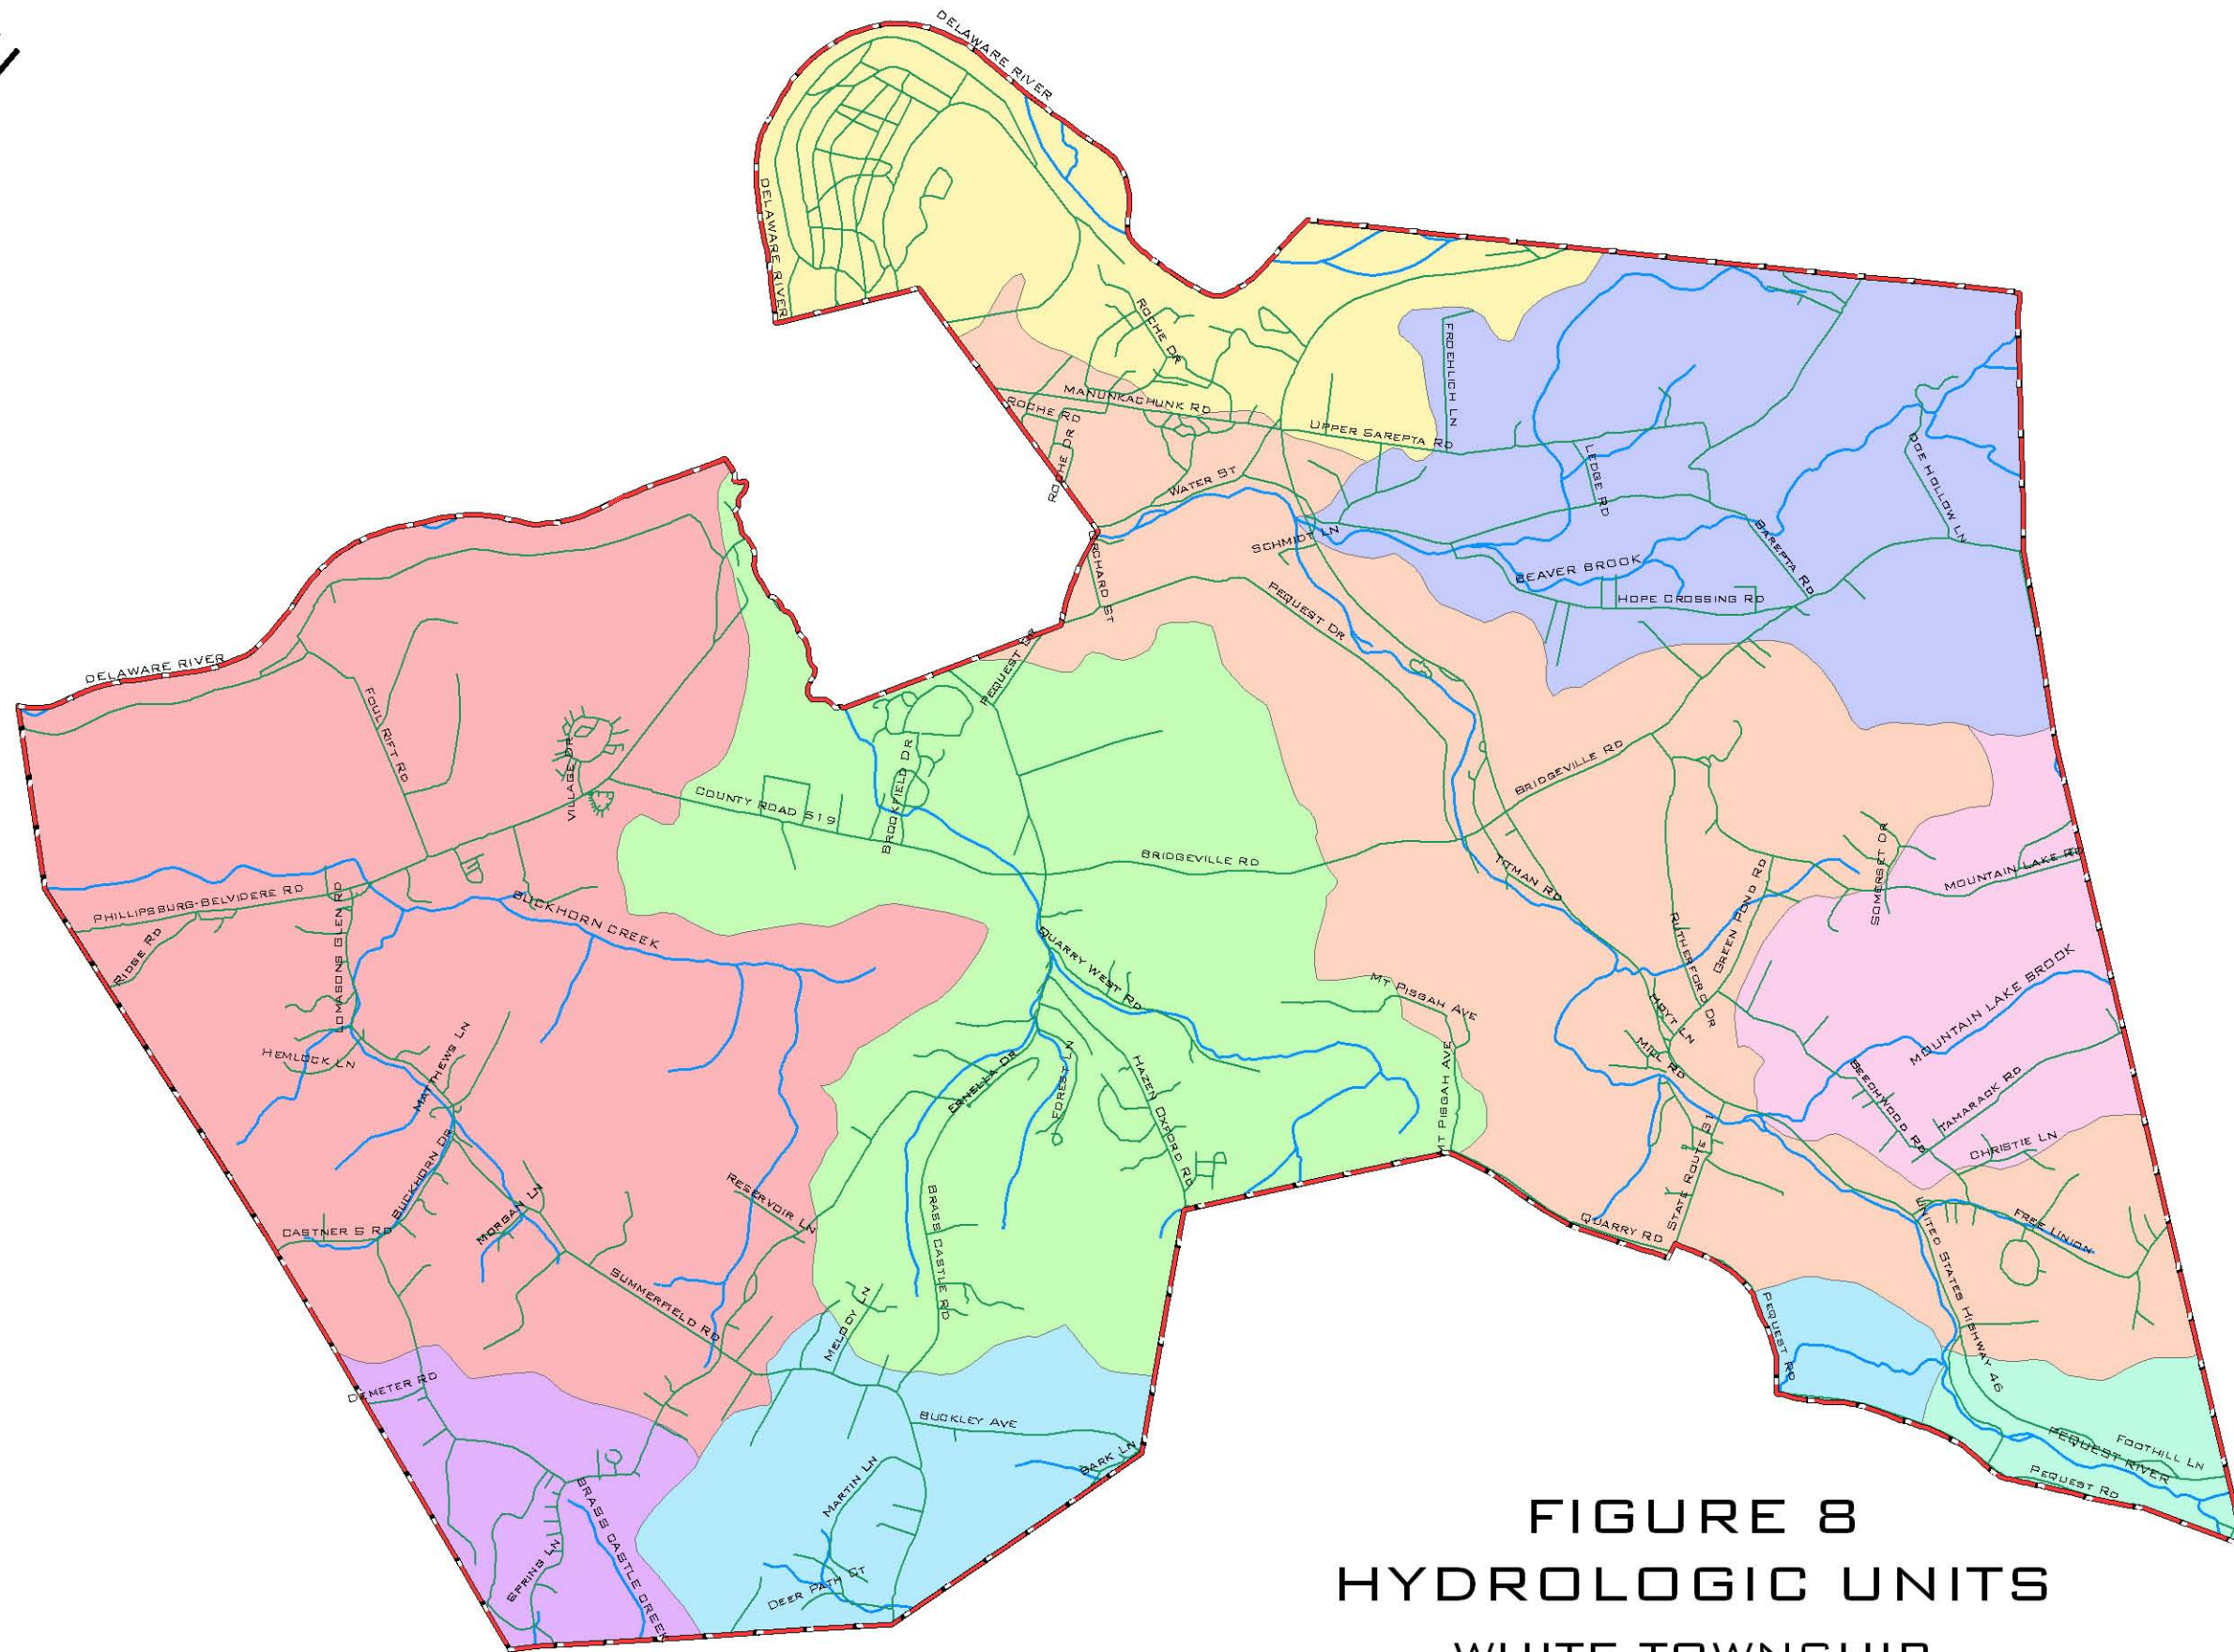 DELAWARE RIVER
DELAWARE RIVER
ROCHE DR
FROEHLICH LN
MANUNKACHUNK RD
ROCHE RD
ROCHE DR
UPPER SAREPTA RD
WATER ST
LEDGE RD
DOE HOLLOW LN
SCHMIDT LN
ORCHARD ST
SAREPTA RD
BEAVER BROOK
HOPE CROSSING RD
PEQUEST DR
PEQUEST DR
DELAWARE RIVER
FOUL RIFT RD
VILLAGE DR
COUNTY ROAD 519
BROOKFIELD DR
BRIDGEVILLE RD
BRIDGEVILLE RD
TITMAN RD
SOMERSET DR
MOUNTAIN LAKE RD
GREEN POND RD
RUTHERFORD DR
PHILLIPSBURG-BELVIDERE RD
LOMASONS GLEN RD
BUCKHORN CREEK
RIDGE RD
QUARRY WEST RD
MT PISGAH AVE
HOYT LN
MOUNTAIN LAKE BROOK
HEMLOCK LN
MATTHEWS LN
ERNELLA DR
FOREST LN
HAZEN OXFORD RD
MT PISGAH AVE
MILL RD
BEECHWOOD RD
TAMARACK RD
CHRISTIE LN
BUCKHORN DR
CASTNER S RD
MORGAN LN
RESERVOIR LN
BRASS CASTLE RD
QUARRY RD
STATE ROUTE 31
UNITED STATES HIGHWAY 46
FREE UNION
SUMMERFIELD RD
MELODY LN
PEQUEST RD
DEMETER RD
BUCKLEY AVE
BARK LN
MARTIN LN
FOOTHILL LN
PEQUEST RIVER
PEQUEST RD
SPRING LN
BRASS CASTLE CREEK
DEER PATH CT
FIGURE 8
HYDROLOGIC UNITS
WHITE TOWNSHIP